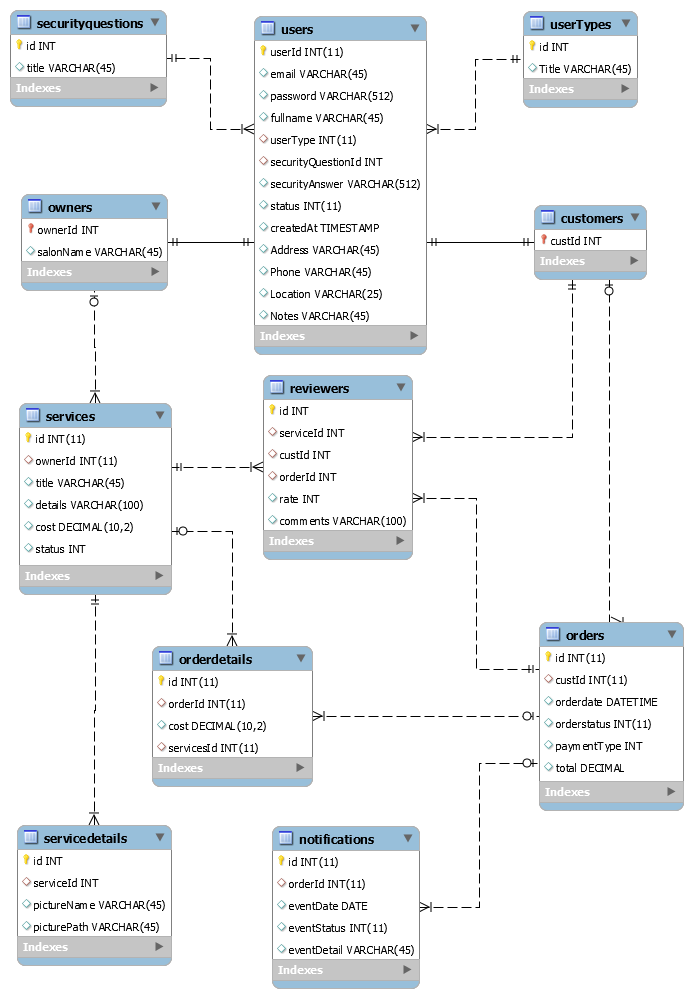 securityquestions
id INT
title VARCHAR(45)
Indexes
users
userId INT(11)
email VARCHAR(45)
password VARCHAR(512)
fullname VARCHAR(45)
userType INT(11)
securityQuestionId INT
securityAnswer VARCHAR(512)
status INT(11)
createdAt TIMESTAMP
Address VARCHAR(45)
Phone VARCHAR(45)
Location VARCHAR(25)
Notes VARCHAR(45)
Indexes
userTypes
id INT
Title VARCHAR(45)
Indexes
owners
ownerId INT
salonName VARCHAR(45)
Indexes
customers
custId INT
Indexes
reviewers
id INT
serviceId INT
custId INT
orderId INT
rate INT
comments VARCHAR(100)
Indexes
services
id INT(11)
ownerId INT(11)
title VARCHAR(45)
details VARCHAR(100)
cost DECIMAL(10,2)
status INT
Indexes
orders
id INT(11)
custId INT(11)
orderdate DATETIME
orderstatus INT(11)
paymentType INT
total DECIMAL
Indexes
orderdetails
id INT(11)
orderId INT(11)
cost DECIMAL(10,2)
servicesId INT(11)
Indexes
servicedetails
id INT
serviceId INT
pictureName VARCHAR(45)
picturePath VARCHAR(45)
Indexes
notifications
id INT(11)
orderId INT(11)
eventDate DATE
eventStatus INT(11)
eventDetail VARCHAR(45)
Indexes